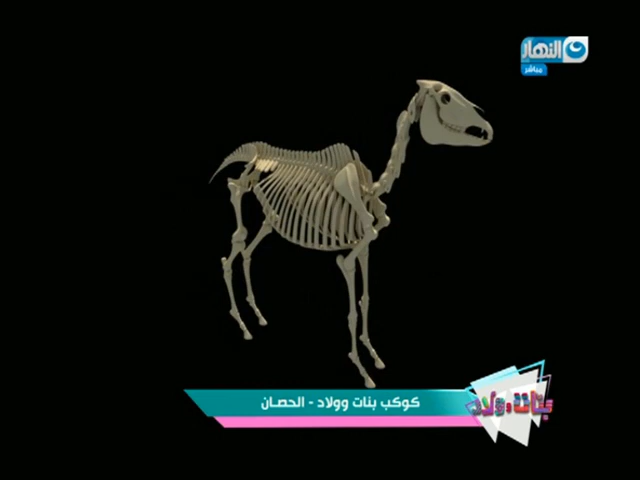 النهار
مباشر
كوكب بنات وولاد - الحصان
بنات وولاد